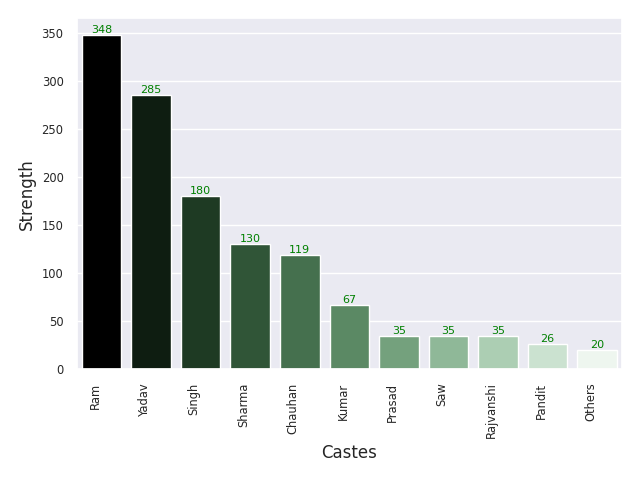 350
300
250
200
150
100
50
0
Strength
348
285
180
130
119
67
35
35
35
26
20
Ram
Yadav
Singh
Sharma
Chauhan
Kumar
Prasad
Saw
Rajvanshi
Pandit
Others
Castes